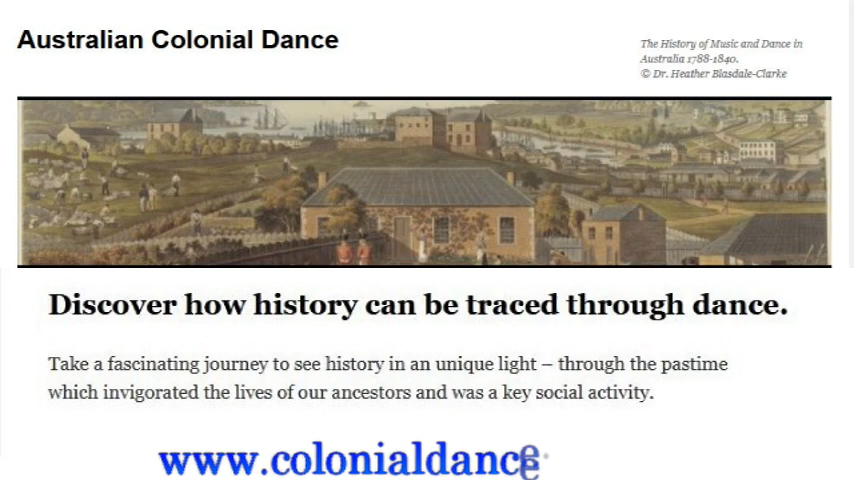 Australian Colonial Dance
The History of Music and Dance in
Australia 1788-1840.
© Dr. Heather Blasdale-Clarke
Discover how history can be traced through dance.
Take a fascinating journey to see history in an unique light – through the pastime
which invigorated the lives of our ancestors and was a key social activity.
www.colonialdance